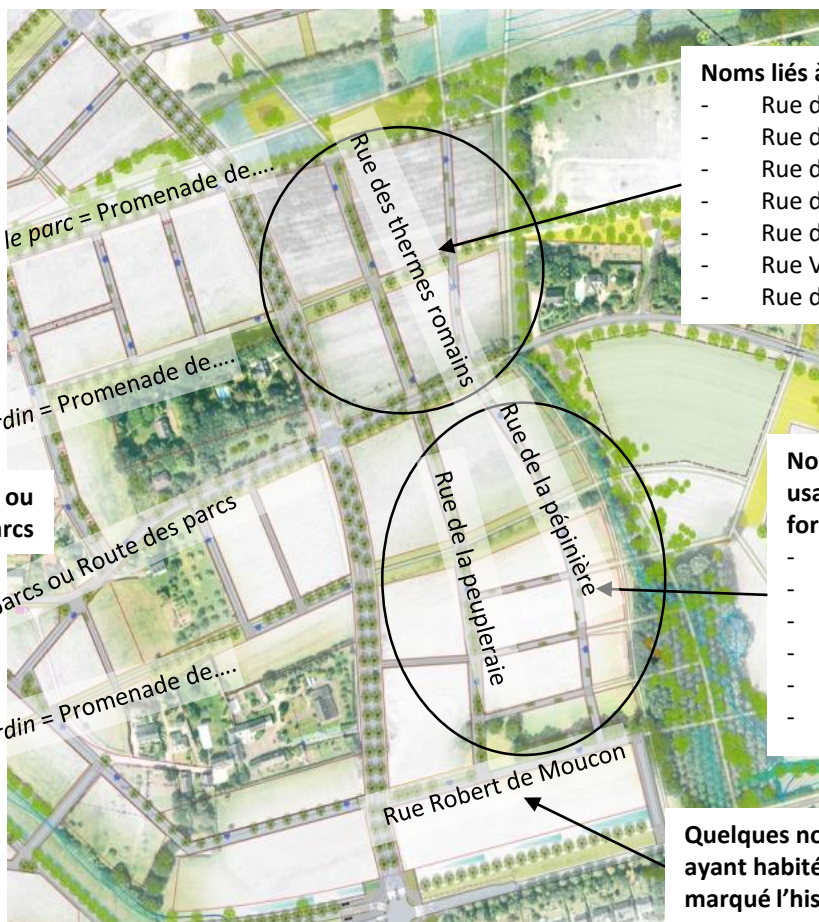 Noms liés à
- Rue d
- Rue d
- Rue d
- Rue d
- Rue d
- Rue V
- Rue d
le parc = Promenade de....
Rue des thermes romains
rdin = Promenade de....
ou
arcs
parcs ou Route des parcs
Rue de la pépinière
Rue de la peupleraie
No
usa
for
-
-
-
-
-
-
rdin = Promenade de....
Rue Robert de Moucon
Quelques no
ayant habité
marqué l'his